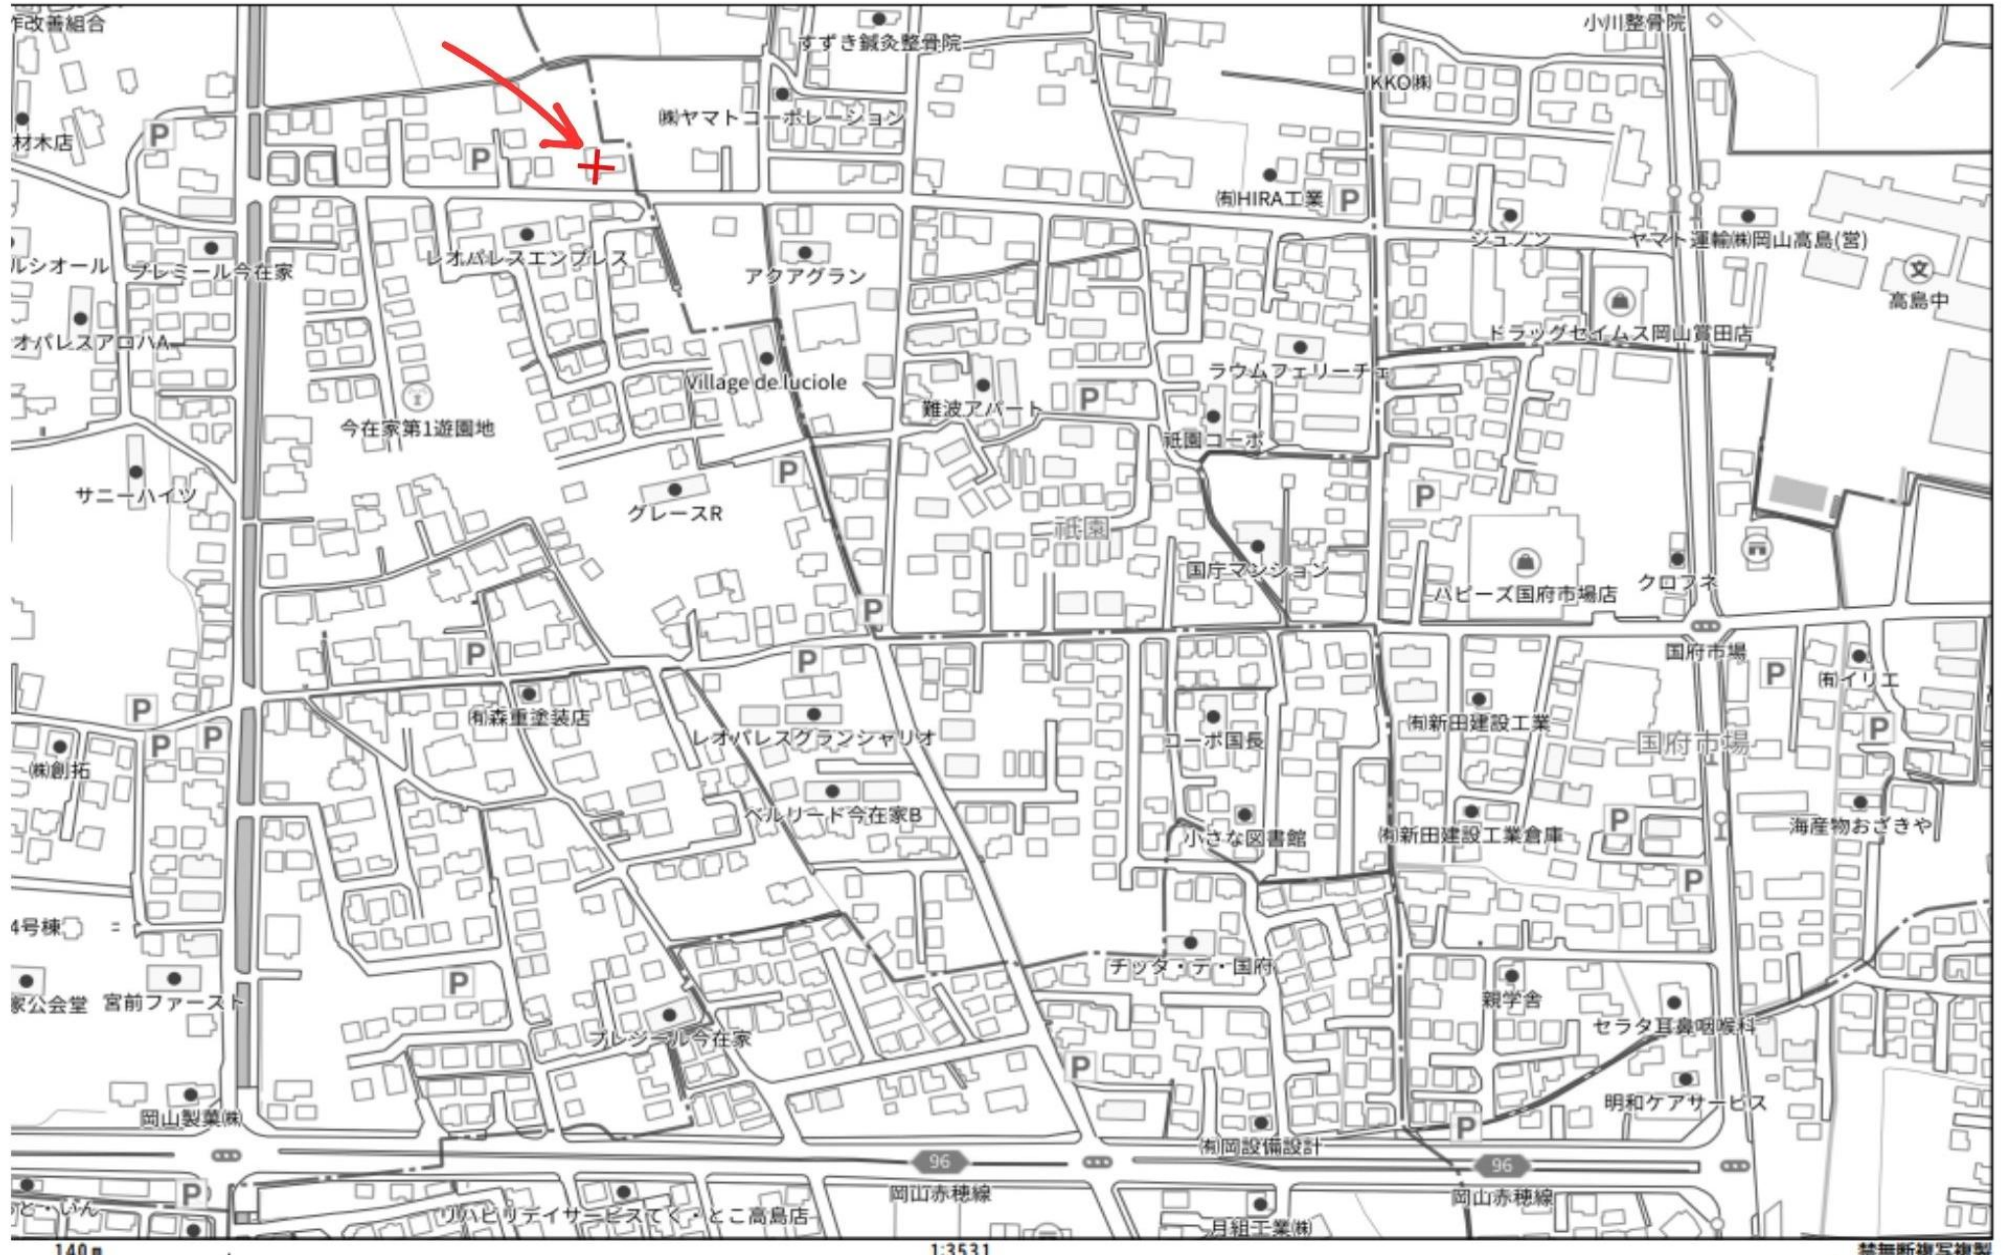 作改善組合
すずき鍼灸整骨院
小川整骨院
IKKO㈱
㈱ヤマトコーポレーション
P
材木店
P
㈲HIRA工業
P
ジュノン
ヤマト運輸㈱岡山高島(営)
レオパレスエンプレス
ルシオール
プレミール今在家
アクアグラン
文
高島中
ドラッグセイムス岡山賞田店
オパレスアロハA
ラウムフェリーチェ
Village de luciole
難波アパート
P
今在家第1遊園地
祇園コーポ
P
サニーハイツ
P
グレースR
祇園
国庁マンション
クロフネ
ハピーズ国府市場店
P
P
P
国府市場
P
㈲イリエ
P
㈲森重塗装店
P
P
P
レオパレスグランシャリオ
コーポ国長
㈲新田建設工業
国府市場
㈱創拓
ベルリード今在家B
小さな図書館
㈲新田建設工業倉庫
P
海産物おざきや
P
4号棟
チッタ・デ・国府
P
家公会堂
宮前ファースト
親学舎
セラタ耳鼻咽喉科
プレジール今在家
P
岡山製菓㈱
明和ケアサービス
P
㈲岡設備設計
96
96
P
岡山赤穂線
岡山赤穂線
っと・いん
リハビリデイサービスてく・とこ高島店
月組工業㈱
140m
1:3531
禁無断複写複製